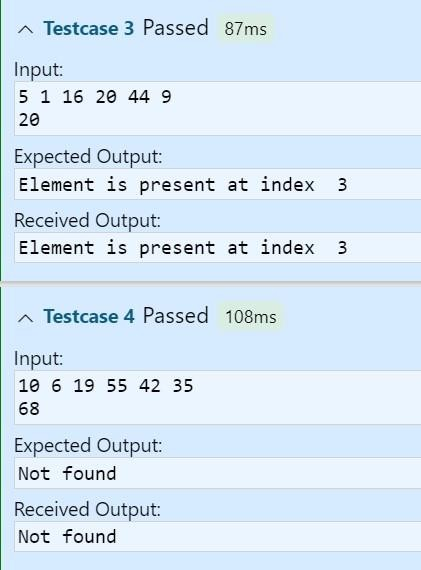 Testcase 3 Passed 87ms
Input:
5 1 16 20 44 9
20
Expected Output:
Element is present at index  3
Received Output:
Element is present at index  3
Testcase 4 Passed 108ms
Input:
10 6 19 55 42 35
68
Expected Output:
Not found
Received Output:
Not found